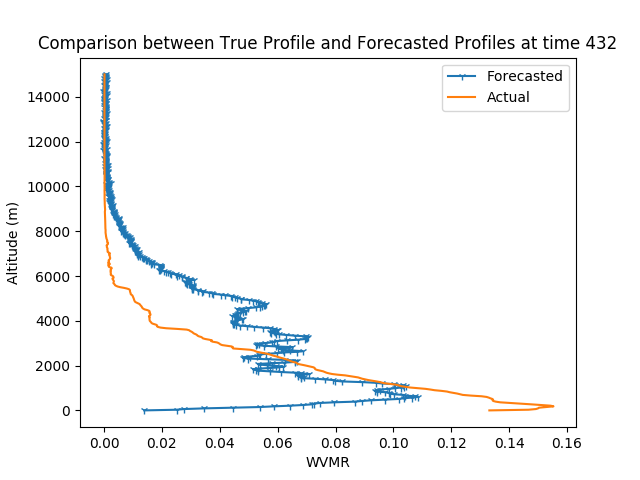 Comparison between True Profile and Forecasted Profiles at time 432
Forecasted
Actual
Altitude (m)
14000
12000
10000
8000
6000
4000
2000
0
0.00 0.02 0.04 0.06 0.08 0.10 0.12 0.14 0.16
WVMR